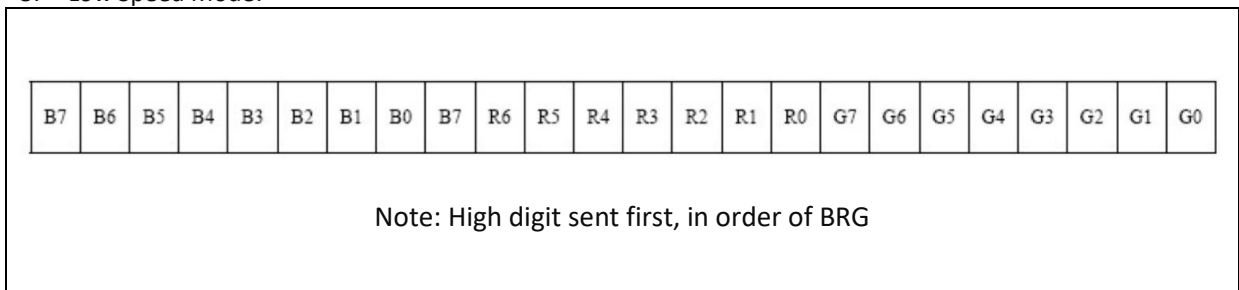 B7 B6 B5 B4 B3 B2 B1 B0 B7 R6 R5 R4 R3 R2 R1 R0 G7 G6 G5 G4 G3 G2 G1 G0
Note: High digit sent first, in order of BRG